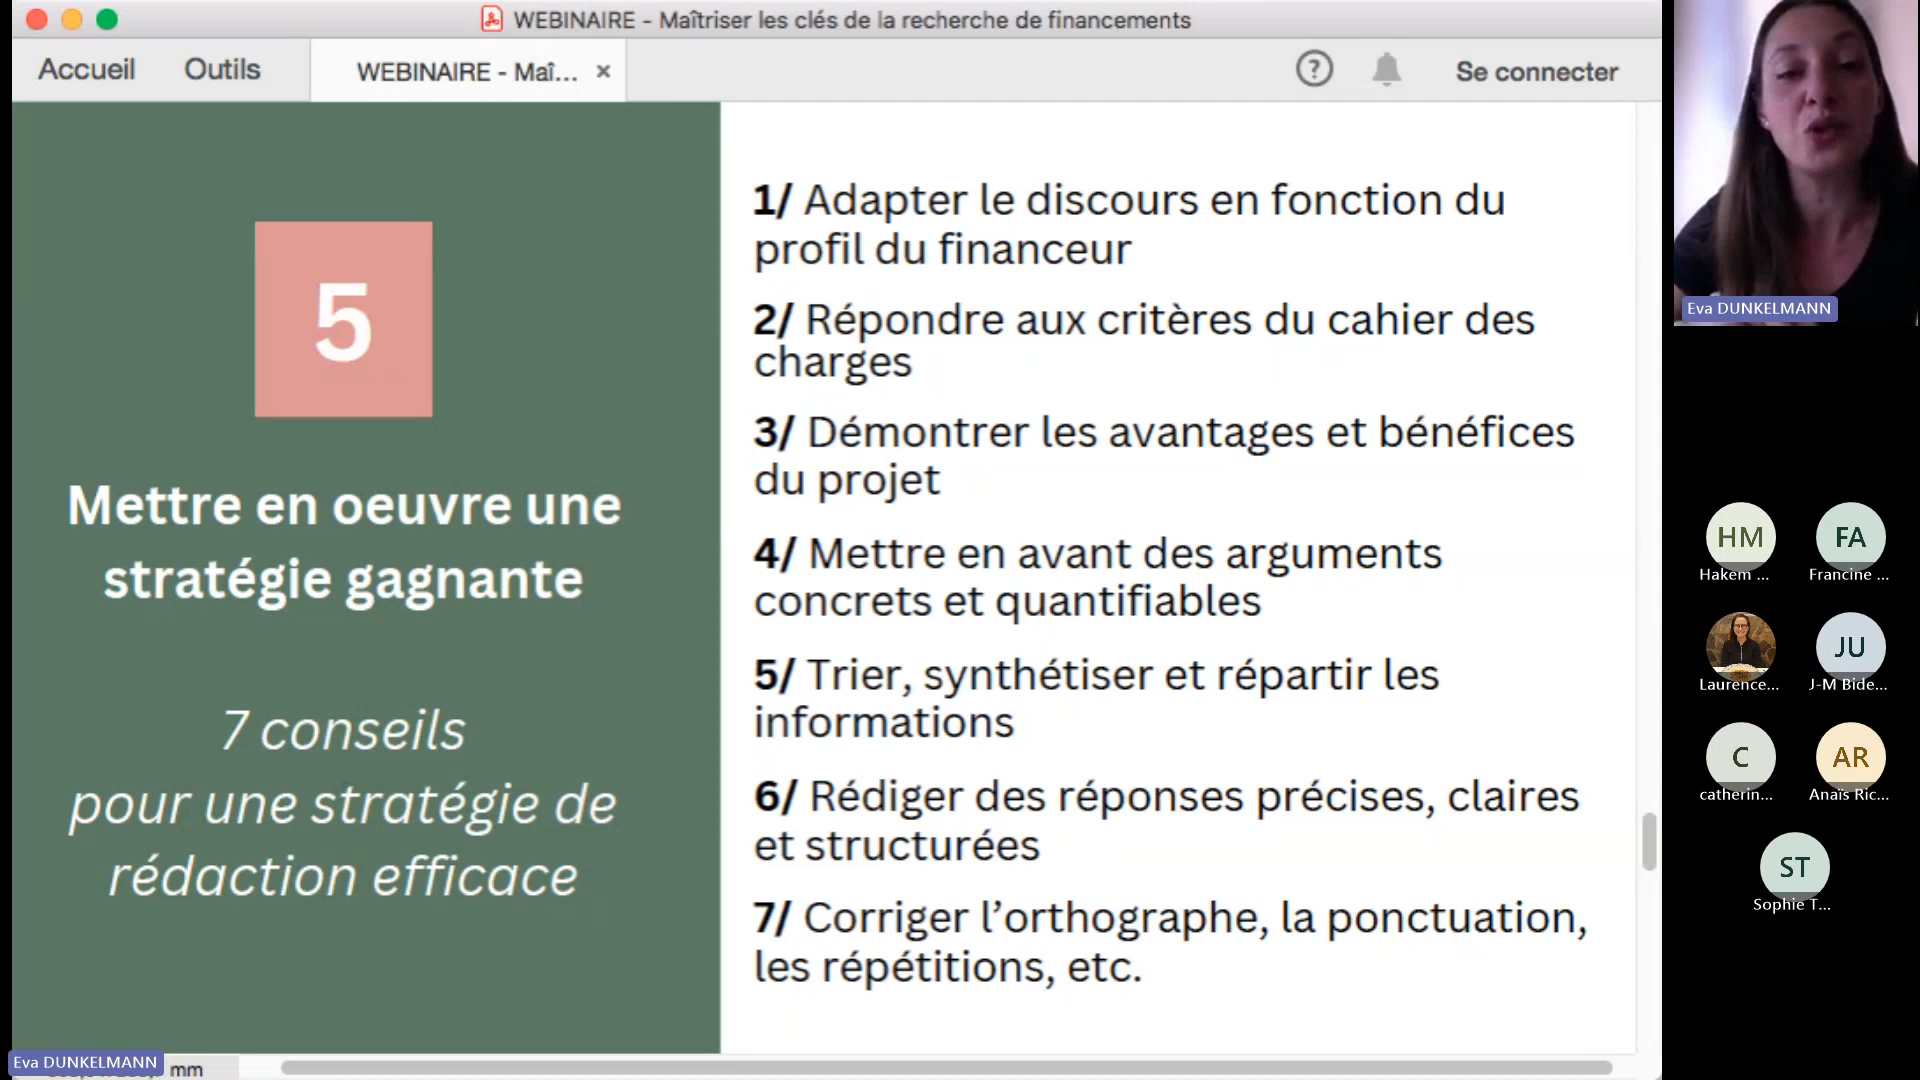 WEBINAIRE - Maîtriser les clés de la recherche de financements
Accueil
Outils
WEBINAIRE - Maî... ×
?
Se connecter
5
Mettre en oeuvre une
stratégie gagnante
7 conseils
pour une stratégie de
rédaction efficace
1/ Adapter le discours en fonction du
profil du financeur
2/ Répondre aux critères du cahier des
charges
3/ Démontrer les avantages et bénéfices
du projet
4/ Mettre en avant des arguments
concrets et quantifiables
5/ Trier, synthétiser et répartir les
informations
6/ Rédiger des réponses précises, claires
et structurées
7/ Corriger l’orthographe, la ponctuation,
les répétitions, etc.
Eva DUNKELMANN
mm
Eva DUNKELMANN
HM
Hakem ...
FA
Francine ...
Laurence...
JU
J-M Bide...
C
catherin...
AR
Anaïs Ric...
ST
Sophie T...